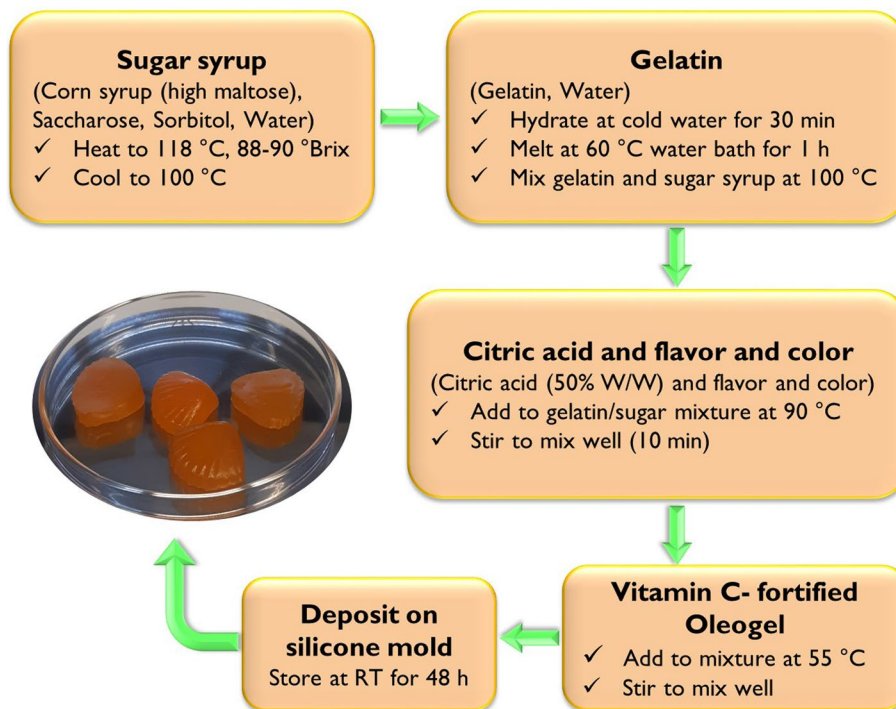 Sugar syrup
(Corn syrup (high maltose),
Saccharose, Sorbitol, Water)
✓ Heat to 118 °C, 88-90 °Brix
✓ Cool to 100 °C
Gelatin
(Gelatin, Water)
✓ Hydrate at cold water for 30 min
✓ Melt at 60 °C water bath for 1 h
✓ Mix gelatin and sugar syrup at 100 °C
Citric acid and flavor and color
(Citric acid (50% W/W) and flavor and color)
✓ Add to gelatin/sugar mixture at 90 °C
✓ Stir to mix well (10 min)
Vitamin C- fortified
Oleogel
✓ Add to mixture at 55 °C
✓ Stir to mix well
Deposit on
silicone mold
Store at RT for 48 h